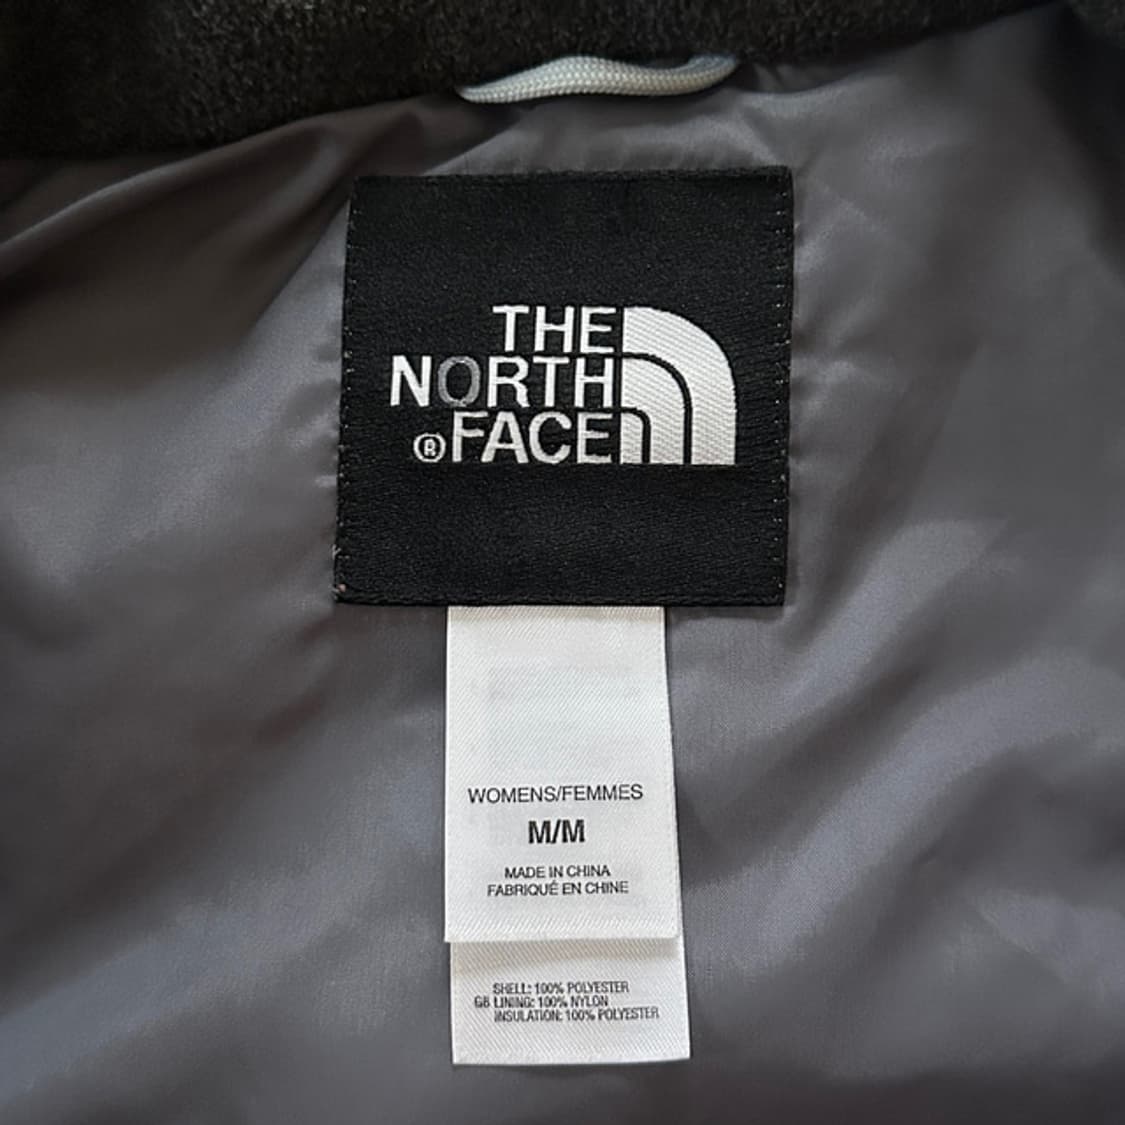 THE
NORTH
®FACE
WOMENS/FEMMES
M/M
MADE IN CHINA
FABRIQUÉ EN CHINE
SHELL: 100% POLYESTER
GB LINING: 100% NYLON
INSULATION: 100% POLYESTER